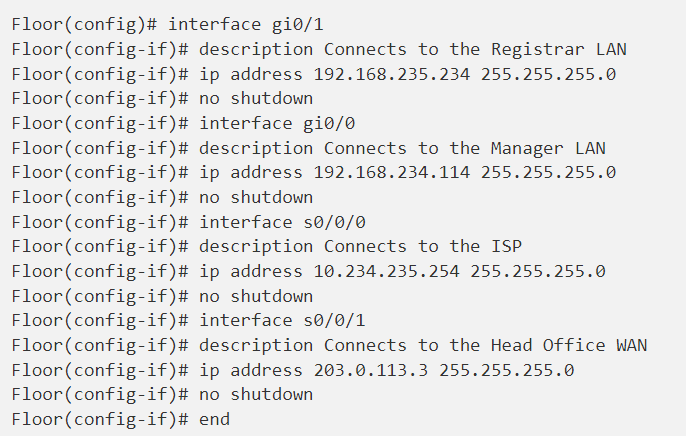 Floor(config)# interface gi0/1
Floor(config-if)# description Connects to the Registrar LAN
Floor(config-if)# ip address 192.168.235.234 255.255.255.0
Floor(config-if)# no shutdown
Floor(config-if)# interface gi0/0
Floor(config-if)# description Connects to the Manager LAN
Floor(config-if)# ip address 192.168.234.114 255.255.255.0
Floor(config-if)# no shutdown
Floor(config-if)# interface s0/0/0
Floor(config-if)# description Connects to the ISP
Floor(config-if)# ip address 10.234.235.254 255.255.255.0
Floor(config-if)# no shutdown
Floor(config-if)# interface s0/0/1
Floor(config-if)# description Connects to the Head Office WAN
Floor(config-if)# ip address 203.0.113.3 255.255.255.0
Floor(config-if)# no shutdown
Floor(config-if)# end